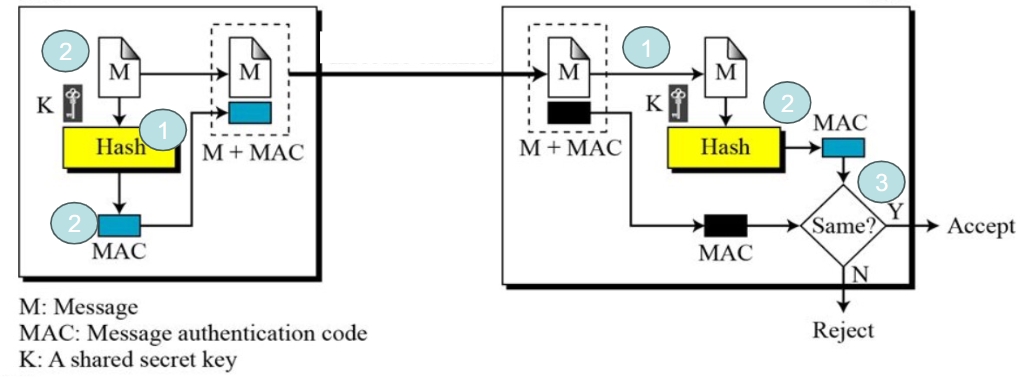 2
M
M
K
1
Hash
M + MAC
2
MAC
M
1
M
K
2
MAC
M + MAC
Hash
3
Same?
Y
Accept
MAC
N
Reject
M: Message
MAC: Message authentication code
K: A shared secret key